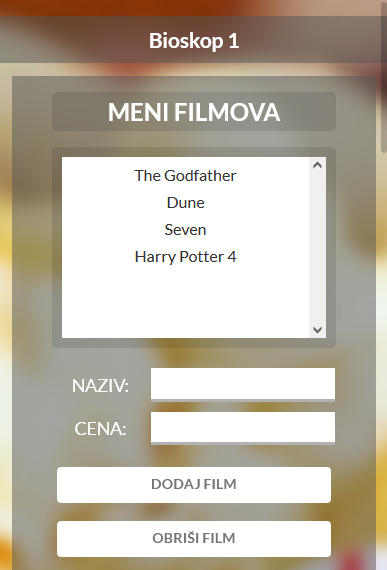 Bioskop 1
MENI FILMOVA
The Godfather
Dune
Seven
Harry Potter 4
NAZIV:
CENA:
DODAJ FILM
OBRIŠI FILM